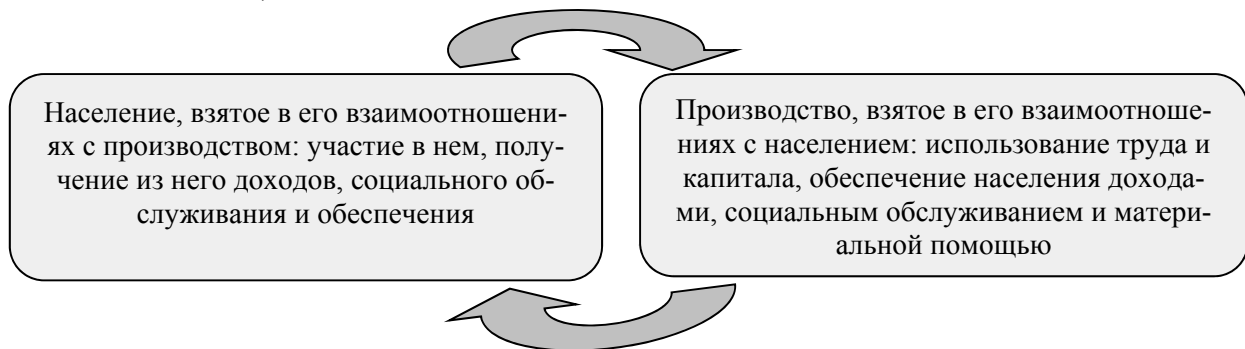 Население, взятое в его взаимоотношени-
ях с производством: участие в нем, полу-
чение из него доходов, социального об-
служивания и обеспечения
Производство, взятое в его взаимоотноше-
ниях с населением: использование труда и
капитала, обеспечение населения дохода-
ми, социальным обслуживанием и матери-
альной помощью